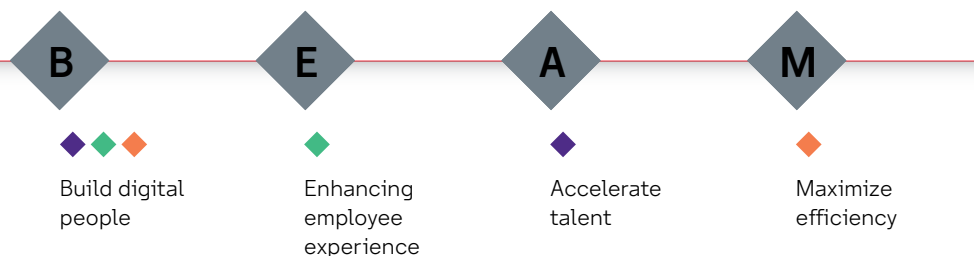 B
E
A
M
Build digital
people
Enhancing
employee
experience
Accelerate
talent
Maximize
efficiency